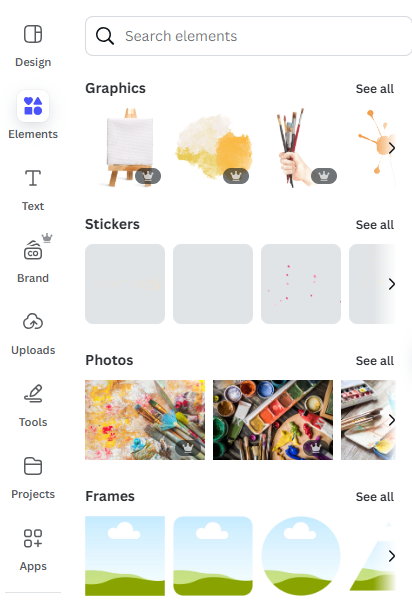 Design
Elements
Text
CO
Brand
Uploads
Tools
Projects
Apps
Search elements
Graphics
See all
Stickers
See all
Photos
See all
Frames
See all